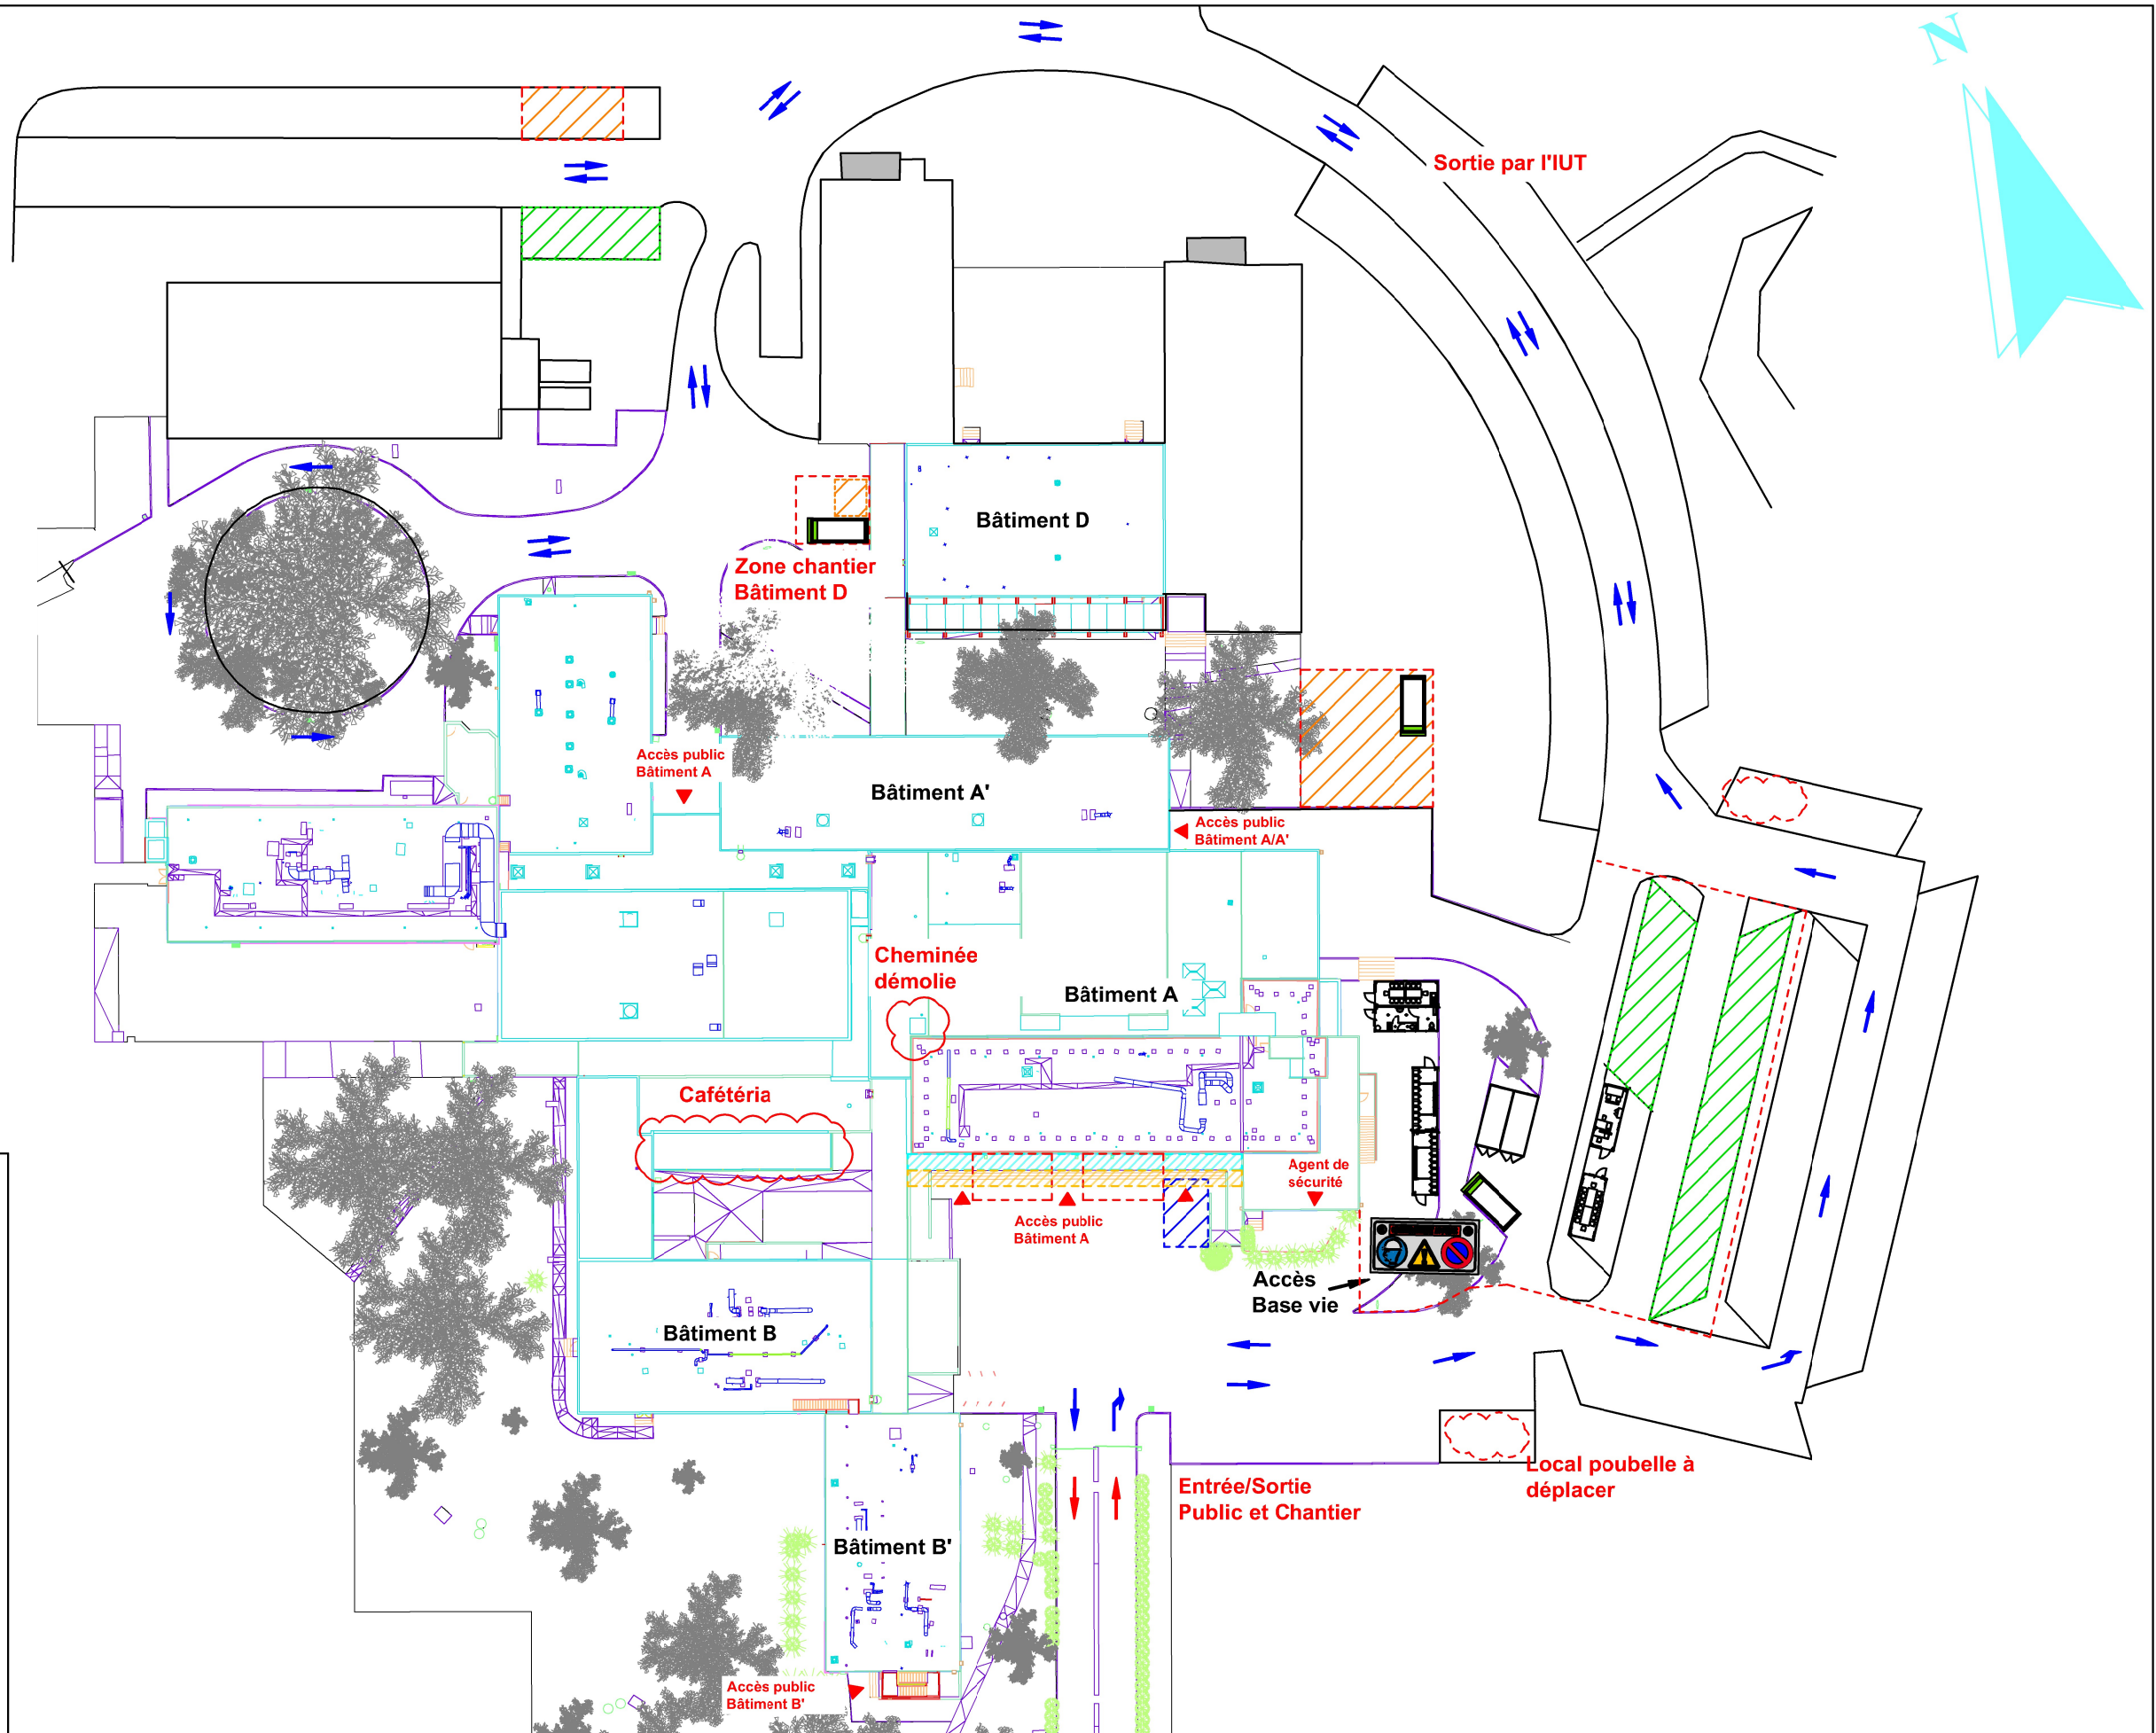 N
Sortie par l'IUT
Bâtiment D
Zone chantier
Bâtiment D
Accès public
Bâtiment A
Bâtiment A'
Accès public
Bâtiment A/A'
Cheminée
démolie
Bâtiment A
Cafétéria
Agent de
sécurité
Accès public
Bâtiment A
Accès
Base vie
Bâtiment B
Local poubelle à
déplacer
Entrée/Sortie
Public et Chantier
Bâtiment B'
Accès public
Bâtiment B'